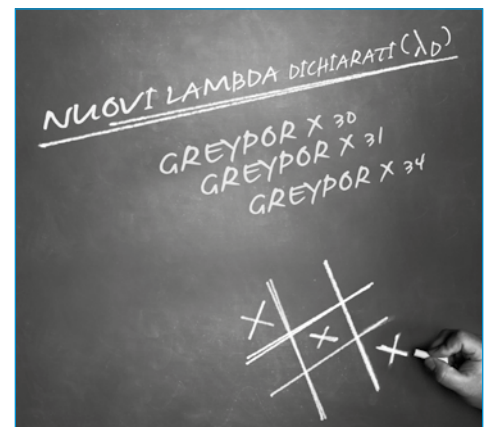 NUOVI LAMBDA DICHIARATI (λD)
GREYPOR X 30
GREYPOR X 31
GREYPOR X 34
X
X
X